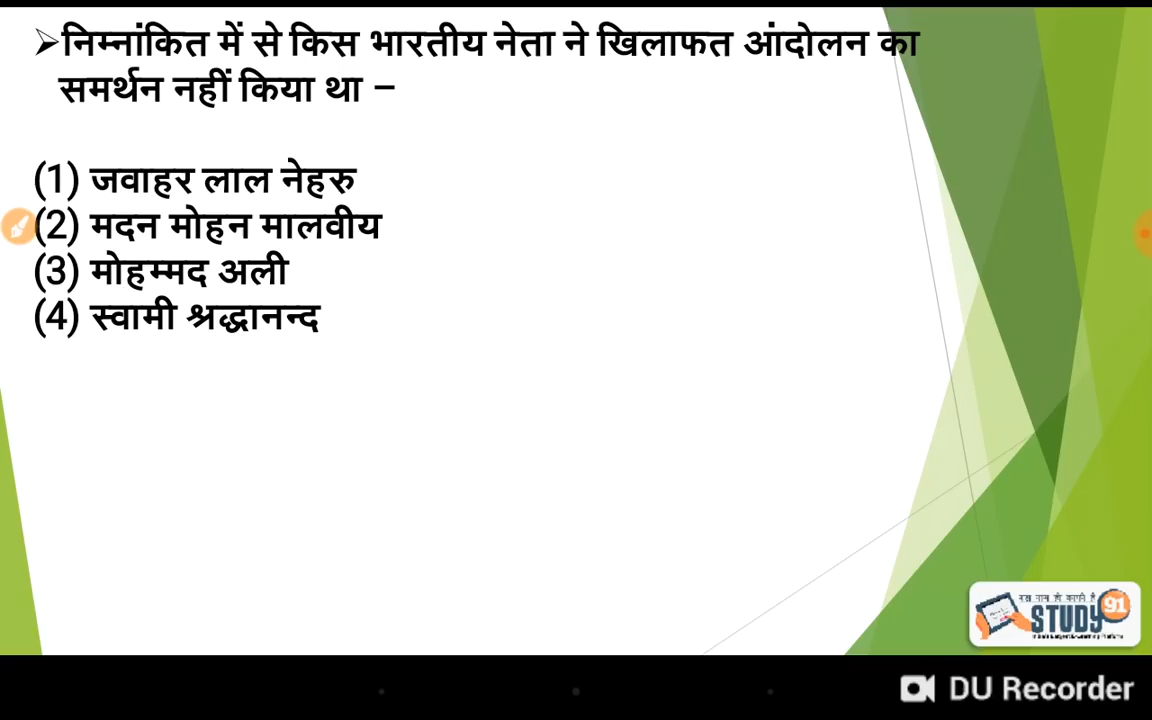 ➢निम्नांकित में से किस भारतीय नेता ने खिलाफत आंदोलन का
समर्थन नहीं किया था –
(1) जवाहर लाल नेहरु
(2) मदन मोहन मालवीय
(3) मोहम्मद अली
(4) स्वामी श्रद्धानन्द
STUDY 91
DU Recorder